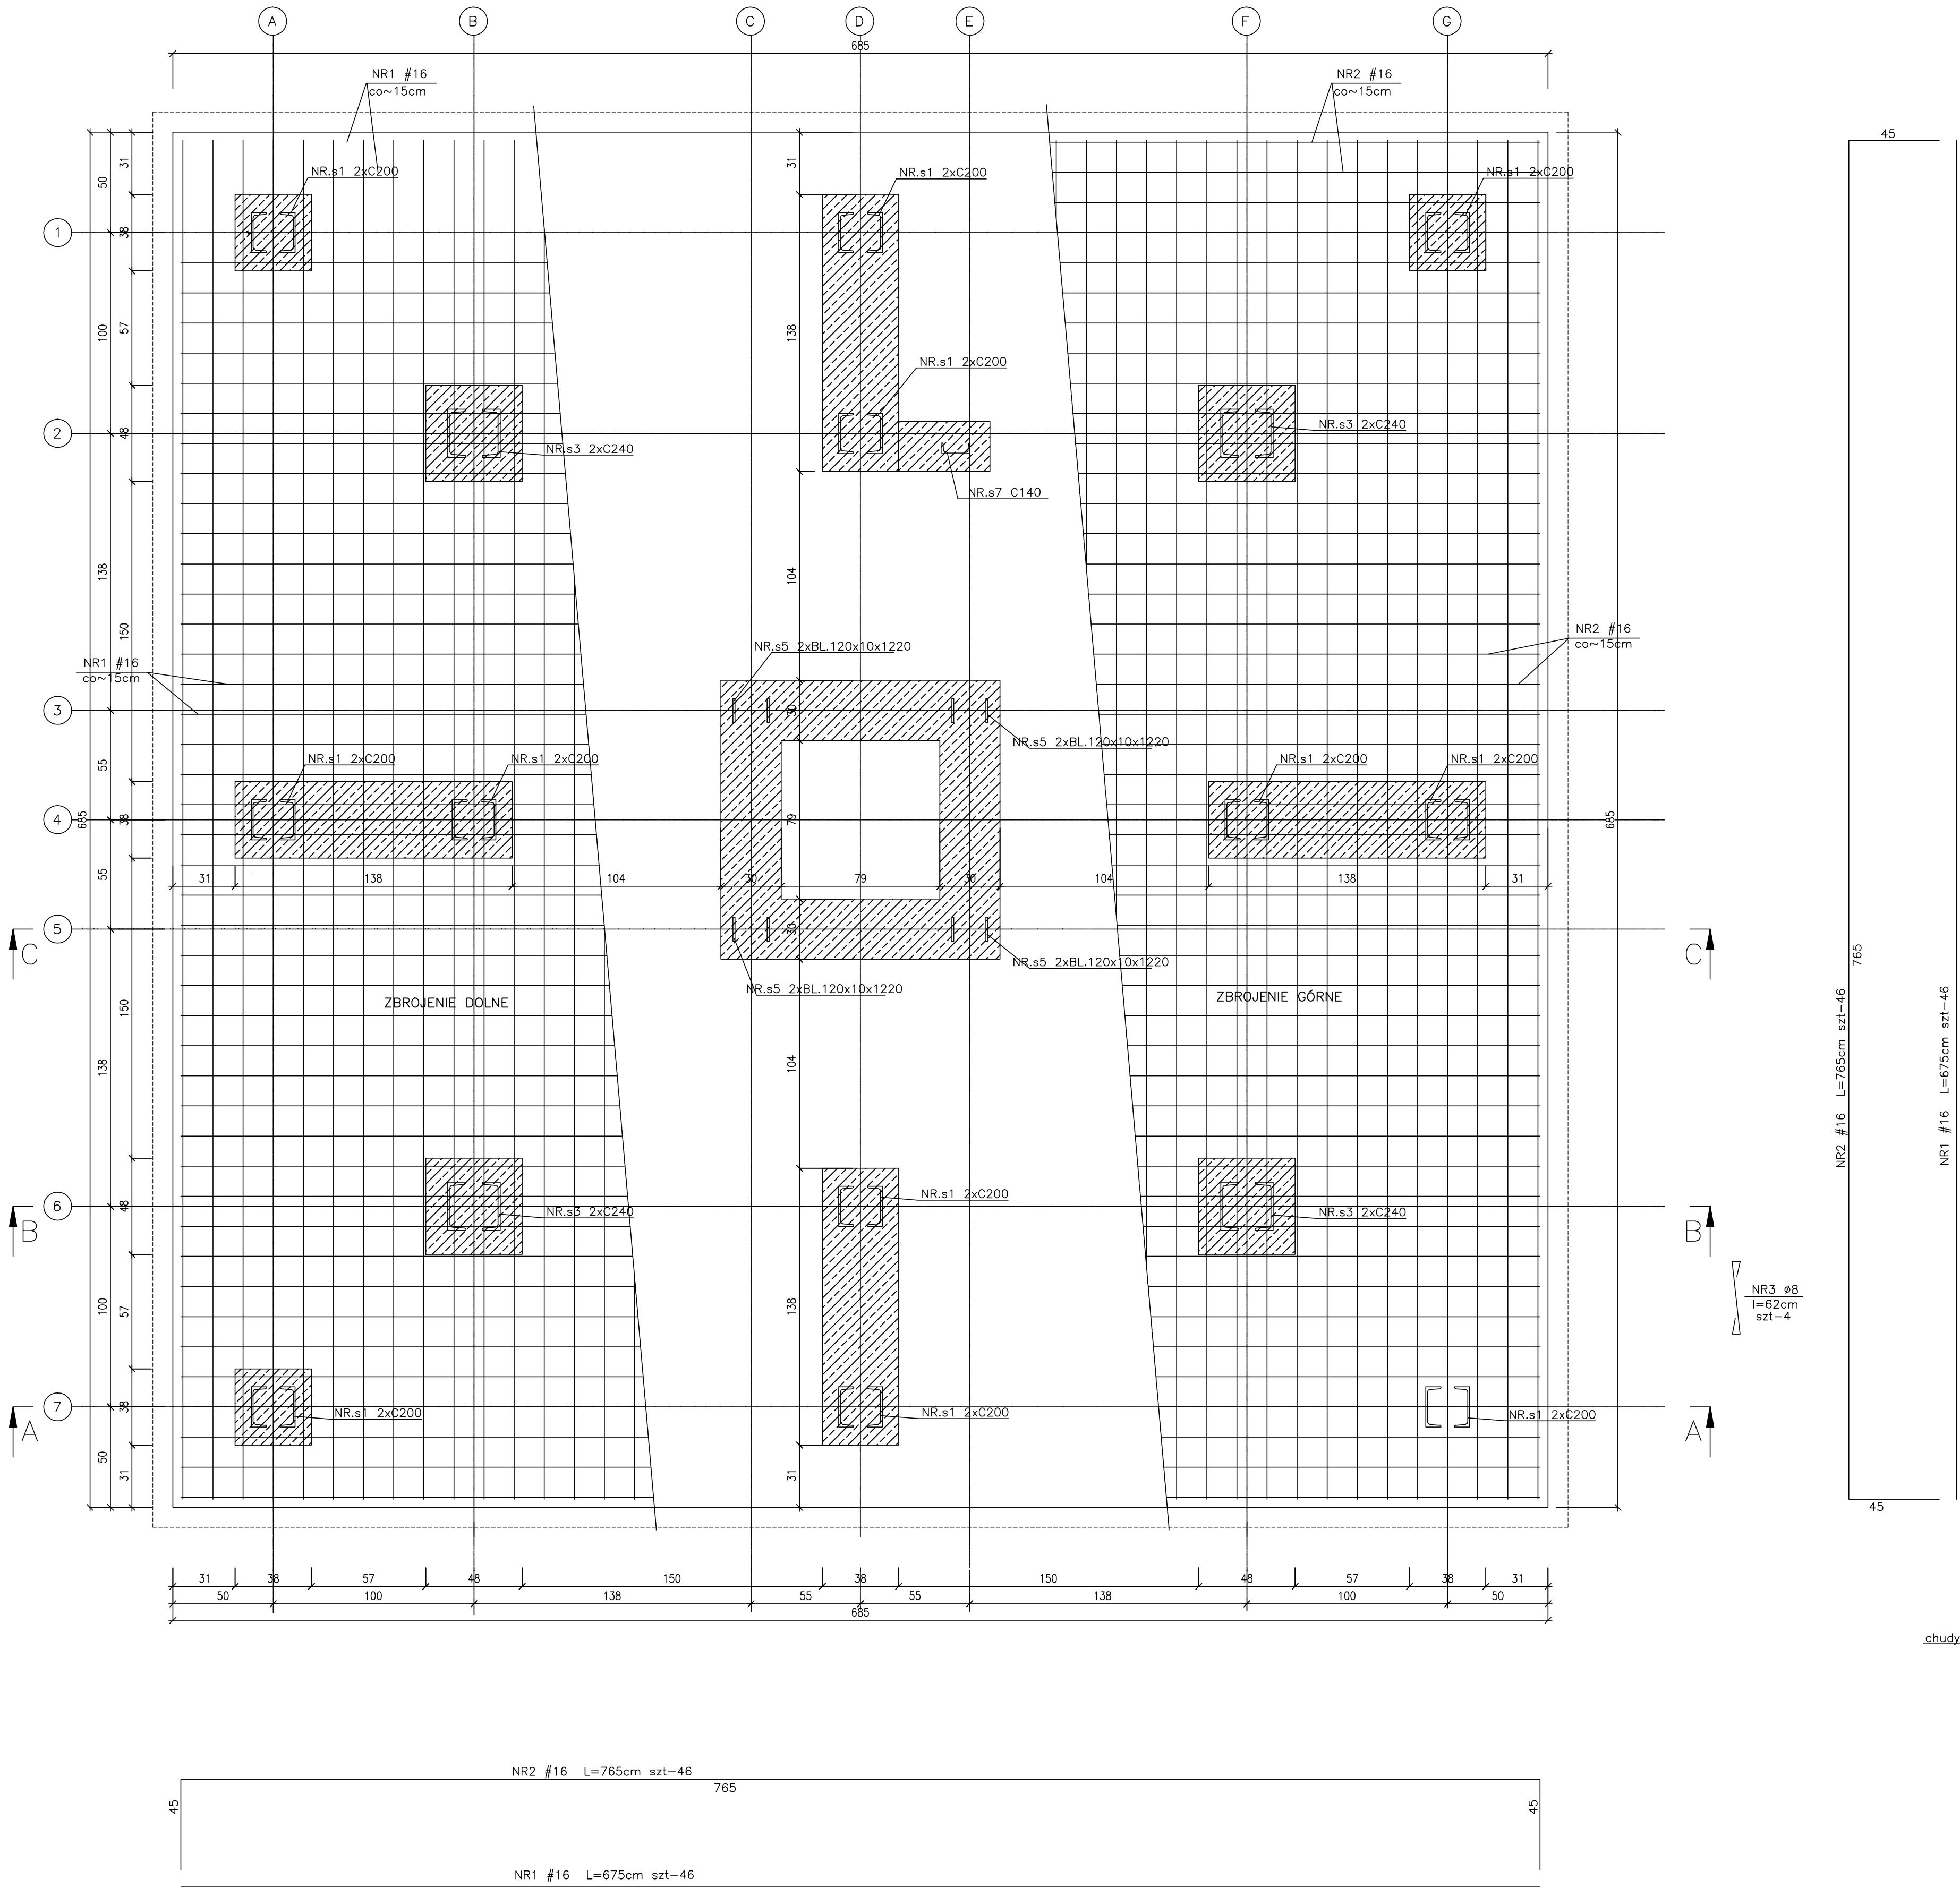 A
B
C
D
E
F
G
685
NR1 #16
co~15cm
NR2 #16
co~15cm
NR.s1 2xC200
NR.s1 2xC200
NR.s1 2xC200
31
50
31
1
38
57
100
138
NR.s1 2xC200
2
48
NR.s3 2xC240
NR.s3 2xC240
NR.s7 C140
138
150
104
NR1 #16
co~15cm
NR2 #16
co~15cm
NR.s5 2xBL.120x10x1220
3
30
NR.s5 2xBL.120x10x1220
55
NR.s1 2xC200
NR.s1 2xC200
NR.s1 2xC200
NR.s1 2xC200
4
685
38
79
685
55
31
138
104
30
79
30
104
138
31
5
30
C
C
NR.s5 2xBL.120x10x1220
NR.s5 2xBL.120x10x1220
ZBROJENIE DOLNE
ZBROJENIE GÓRNE
150
138
104
6
48
B
B
NR.s3 2xC240
NR.s1 2xC200
NR.s3 2xC240
100
57
138
NR3 ø8
l=62cm
szt-4
7
38
A
A
NR.s1 2xC200
NR.s1 2xC200
NR.s1 2xC200
50
31
31
31
38
57
48
150
38
150
48
57
38
31
50
100
138
55
55
138
100
50
685
45
765
NR2 #16 L=765cm szt-46
NR1 #16 L=675cm szt-46
45
chudy
NR2 #16 L=765cm szt-46
765
45
45
NR1 #16 L=675cm szt-46